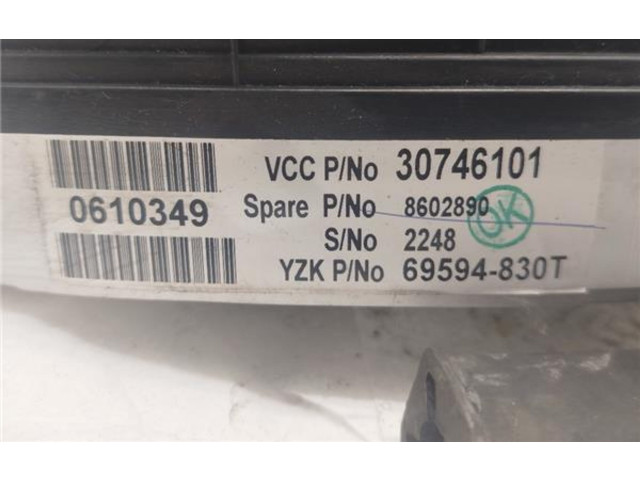 VCC P/No 30746101
0610349
Spare P/No 8602890
OK
S/No 2248
YZK P/No 69594-830T